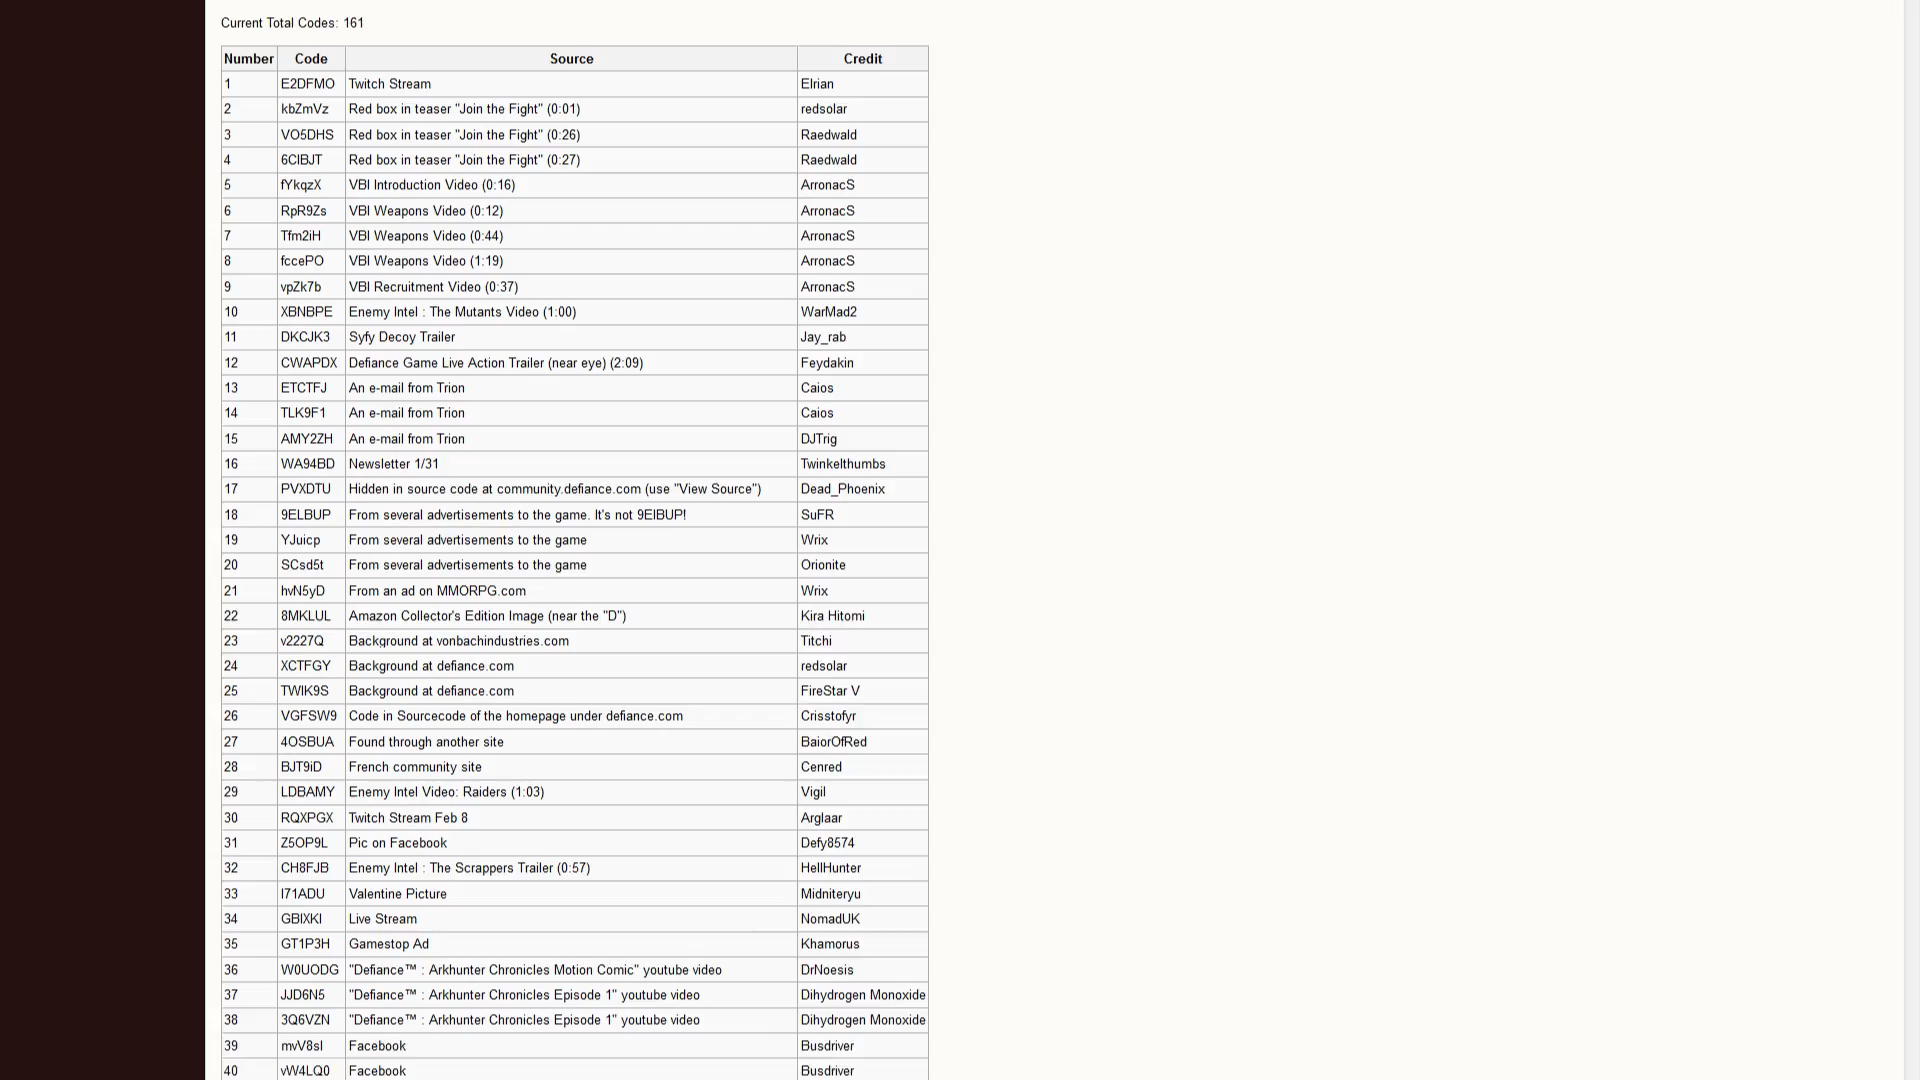 Current Total Codes: 161
Number Code Source Credit
1 E2DFMO Twitch Stream Elrian
2 kbZmVz Red box in teaser "Join the Fight" (0:01) redsolar
3 VO5DHS Red box in teaser "Join the Fight" (0:26) Raedwald
4 6CIBJT Red box in teaser "Join the Fight" (0:27) Raedwald
5 fYkqzX VBI Introduction Video (0:16) ArronacS
6 RpR9Zs VBI Weapons Video (0:12) ArronacS
7 Tfm2iH VBI Weapons Video (0:44) ArronacS
8 fccePO VBI Weapons Video (1:19) ArronacS
9 vpZk7b VBI Recruitment Video (0:37) ArronacS
10 XBNBPE Enemy Intel : The Mutants Video (1:00) WarMad2
11 DKCJK3 Syfy Decoy Trailer Jay_rab
12 CWAPDX Defiance Game Live Action Trailer (near eye) (2:09) Feydakin
13 ETCTFJ An e-mail from Trion Caios
14 TLK9F1 An e-mail from Trion Caios
15 AMY2ZH An e-mail from Trion DJTrig
16 WA94BD Newsletter 1/31 Twinkelthumbs
17 PVXDTU Hidden in source code at community.defiance.com (use "View Source") Dead_Phoenix
18 9ELBUP From several advertisements to the game. It's not 9EIBUP! SuFR
19 YJuicp From several advertisements to the game Wrix
20 SCsd5t From several advertisements to the game Orionite
21 hvN5yD From an ad on MMORPG.com Wrix
22 8MKLUL Amazon Collector's Edition Image (near the "D") Kira Hitomi
23 v2227Q Background at vonbachindustries.com Titchi
24 XCTFGY Background at defiance.com redsolar
25 TWIK9S Background at defiance.com FireStar V
26 VGFSW9 Code in Sourcecode of the homepage under defiance.com Crisstofyr
27 4OSBUA Found through another site BaiorOfRed
28 BJT9iD French community site Cenred
29 LDBAMY Enemy Intel Video: Raiders (1:03) Vigil
30 RQXPGX Twitch Stream Feb 8 Arglaar
31 Z5OP9L Pic on Facebook Defy8574
32 CH8FJB Enemy Intel : The Scrappers Trailer (0:57) HellHunter
33 I71ADU Valentine Picture Midniteryu
34 GBIXKI Live Stream NomadUK
35 GT1P3H Gamestop Ad Khamorus
36 W0UODG "Defiance™ : Arkhunter Chronicles Motion Comic" youtube video DrNoesis
37 JJD6N5 "Defiance™ : Arkhunter Chronicles Episode 1" youtube video Dihydrogen Monoxide
38 3Q6VZN "Defiance™ : Arkhunter Chronicles Episode 1" youtube video Dihydrogen Monoxide
39 mvV8sI Facebook Busdriver
40 vW4LQ0 Facebook Busdriver